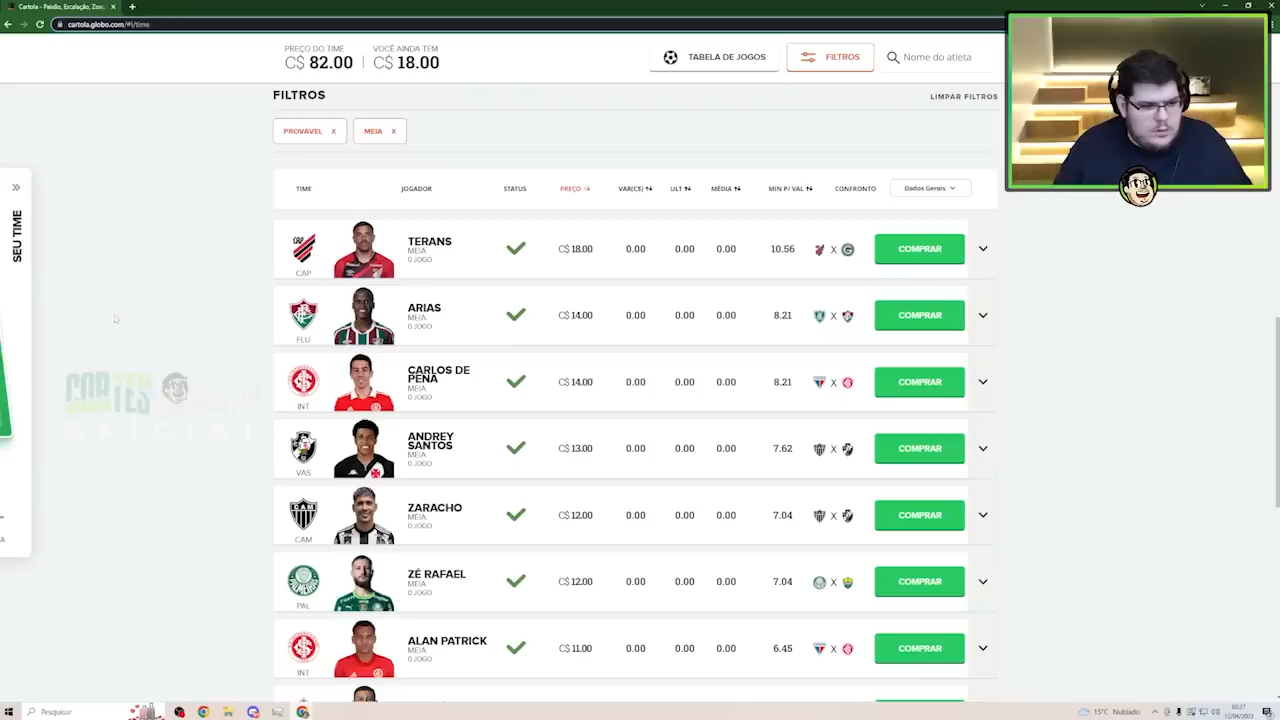 Cartola - Paixão, Escalação, Zoeir
cartola.globo.com/#!/time
PREÇO DO TIME
C$ 82.00
VOCÊ AINDA TEM
C$ 18.00
TABELA DE JOGOS
FILTROS
Nome do atleta
FILTROS
LIMPAR FILTROS
PROVÁVEL X
MEIA X
SEU TIME
TIME JOGADOR STATUS PREÇO VAR(C$) ULT MÉDIA MIN P/ VAL CONFRONTO Dados Gerais
CAP
TERANS
MEIA
0 JOGO
C$ 18.00 0.00 0.00 0.00 10.56 X COMPRAR
FLU
ARIAS
MEIA
0 JOGO
C$ 14.00 0.00 0.00 0.00 8.21 X COMPRAR
INT
CARLOS DE
PENA
MEIA
0 JOGO
C$ 14.00 0.00 0.00 0.00 8.21 X COMPRAR
VAS
ANDREY
SANTOS
MEIA
0 JOGO
C$ 13.00 0.00 0.00 0.00 7.62 X COMPRAR
CAM
ZARACHO
MEIA
0 JOGO
C$ 12.00 0.00 0.00 0.00 7.04 X COMPRAR
PAL
ZÉ RAFAEL
MEIA
0 JOGO
C$ 12.00 0.00 0.00 0.00 7.04 X COMPRAR
INT
ALAN PATRICK
MEIA
0 JOGO
C$ 11.00 0.00 0.00 0.00 6.45 X COMPRAR
OFICIAL
Pesquisar
15°C Nublado
02:27
12/04/2023